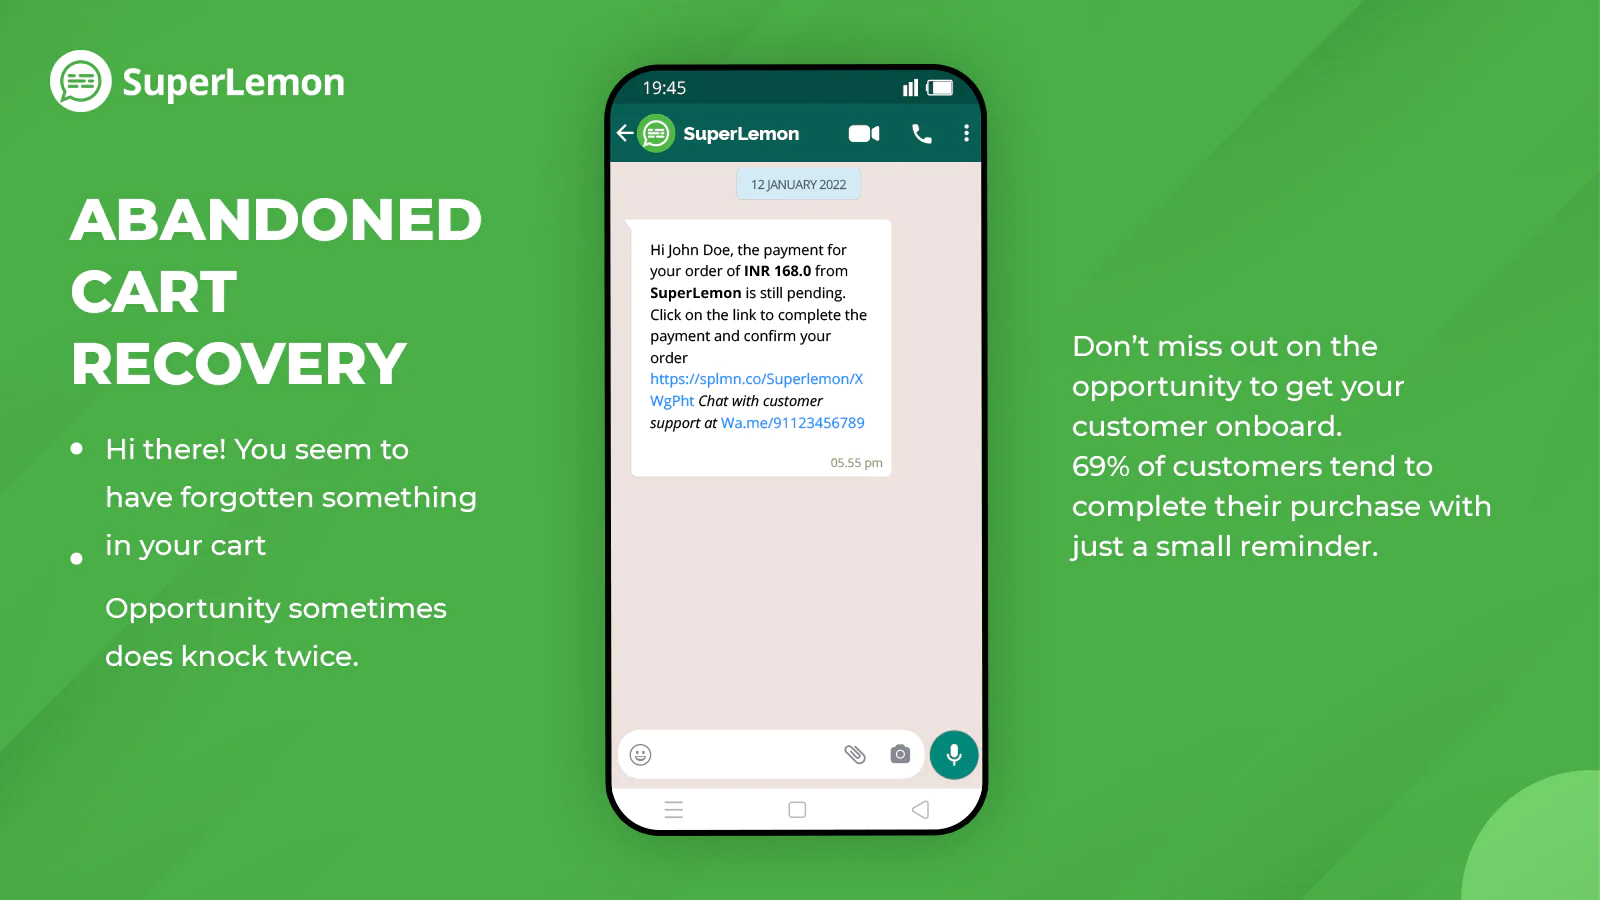 SuperLemon
ABANDONED
CART
RECOVERY
Hi there! You seem to
have forgotten something
in your cart
Opportunity sometimes
does knock twice.
19:45
SuperLemon
12 JANUARY 2022
Hi John Doe, the payment for
your order of INR 168.0 from
SuperLemon is still pending.
Click on the link to complete the
payment and confirm your
order
https://splmn.co/Superlemon/X
WgPht Chat with customer
support at Wa.me/91123456789
05.55 pm
Don’t miss out on the
opportunity to get your
customer onboard.
69% of customers tend to
complete their purchase with
just a small reminder.